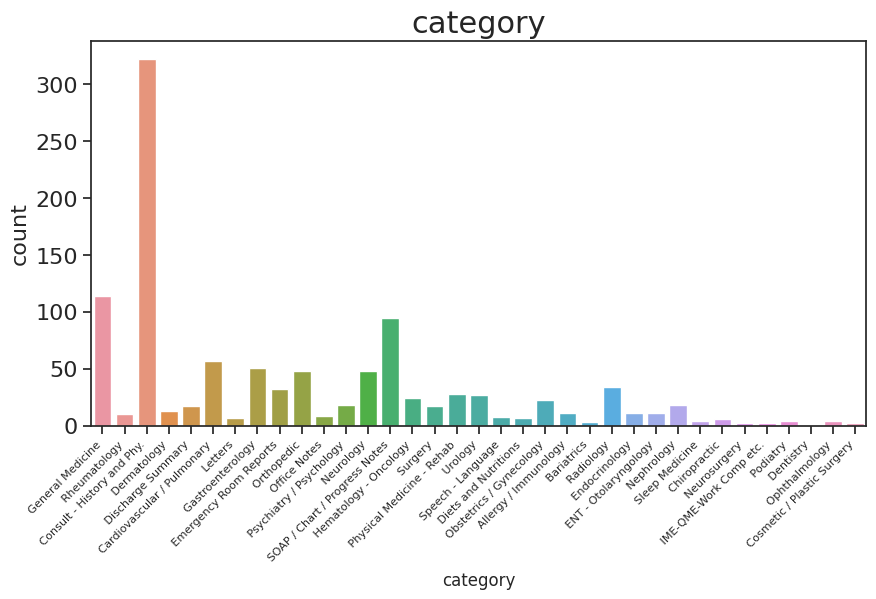 category
count
300
250
200
150
100
50
0
General Medicine
Rheumatology
Consult - History and Phy.
Dermatology
Discharge Summary
Cardiovascular / Pulmonary
Letters
Gastroenterology
Emergency Room Reports
Orthopedic
Office Notes
Psychiatry / Psychology
Neurology
SOAP / Chart / Progress Notes
Hematology - Oncology
Surgery
Physical Medicine - Rehab
Urology
Speech - Language
Diets and Nutritions
Obstetrics / Gynecology
Allergy / Immunology
Bariatrics
Radiology
Endocrinology
ENT - Otolaryngology
Nephrology
Sleep Medicine
Chiropractic
Neurosurgery
IME-QME-Work Comp etc.
Podiatry
Dentistry
Ophthalmology
Cosmetic / Plastic Surgery
category